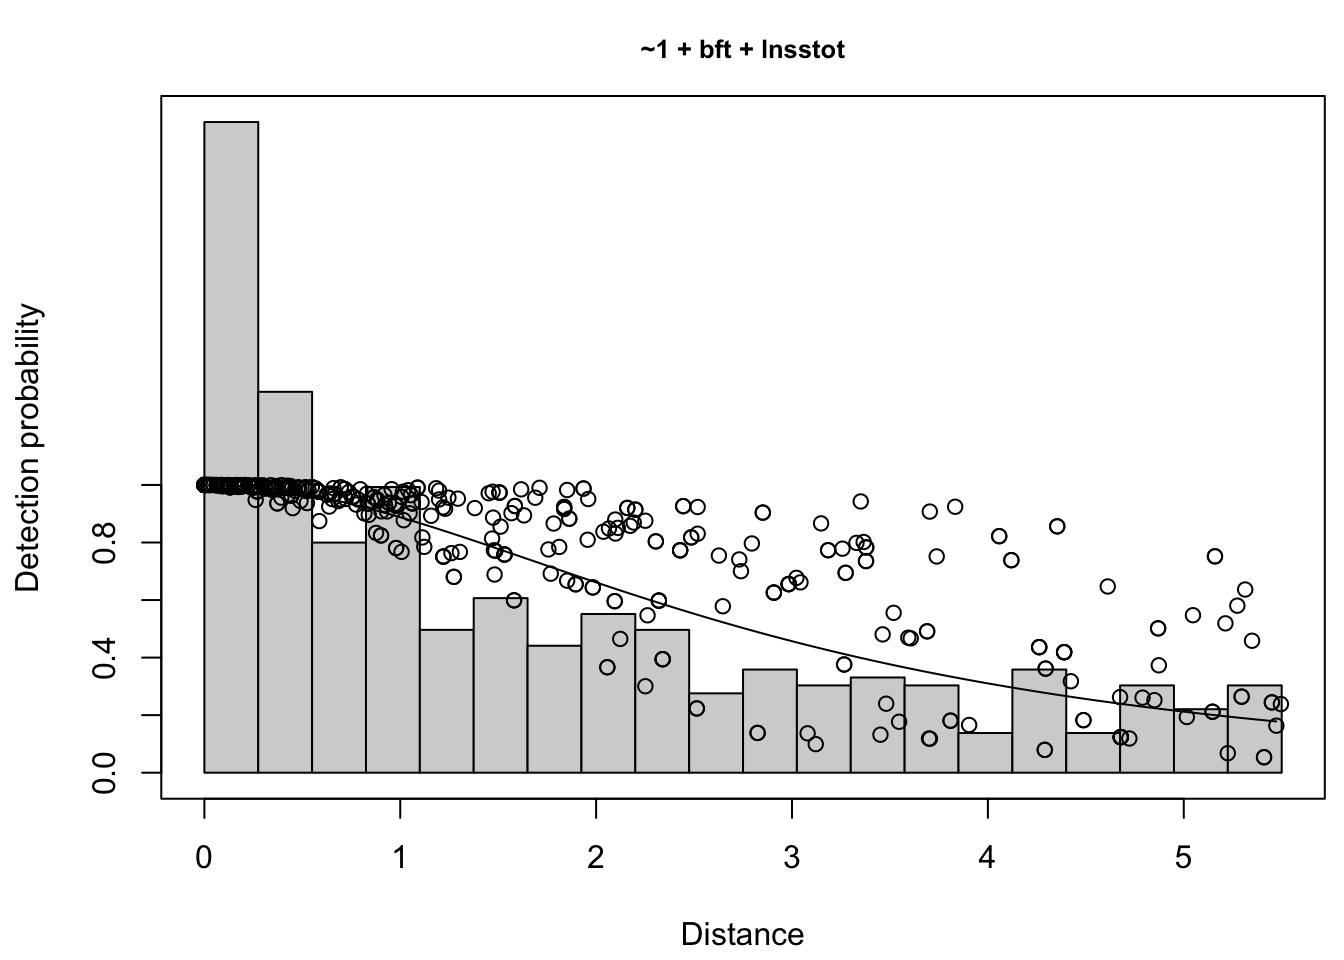 ~1 + bft + lnsstot
Detection probability
0.8
0.4
0.0
0 1 2 3 4 5
Distance